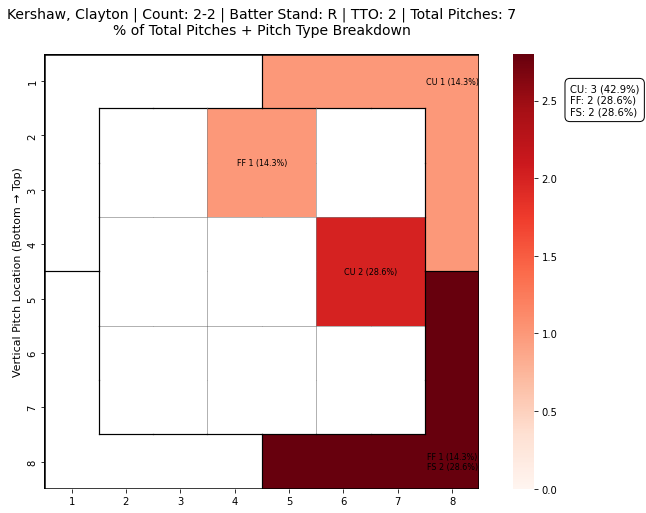 Kershaw, Clayton | Count: 2-2 | Batter Stand: R | TTO: 2 | Total Pitches: 7
% of Total Pitches + Pitch Type Breakdown
CU 1 (14.3%)
CU: 3 (42.9%)
FF: 2 (28.6%)
FS: 2 (28.6%)
FF 1 (14.3%)
CU 2 (28.6%)
FF 1 (14.3%)
FS 2 (28.6%)
Vertical Pitch Location (Bottom → Top)
1
2
3
4
5
6
7
8
1 2 3 4 5 6 7 8
2.5
2.0
1.5
1.0
0.5
0.0